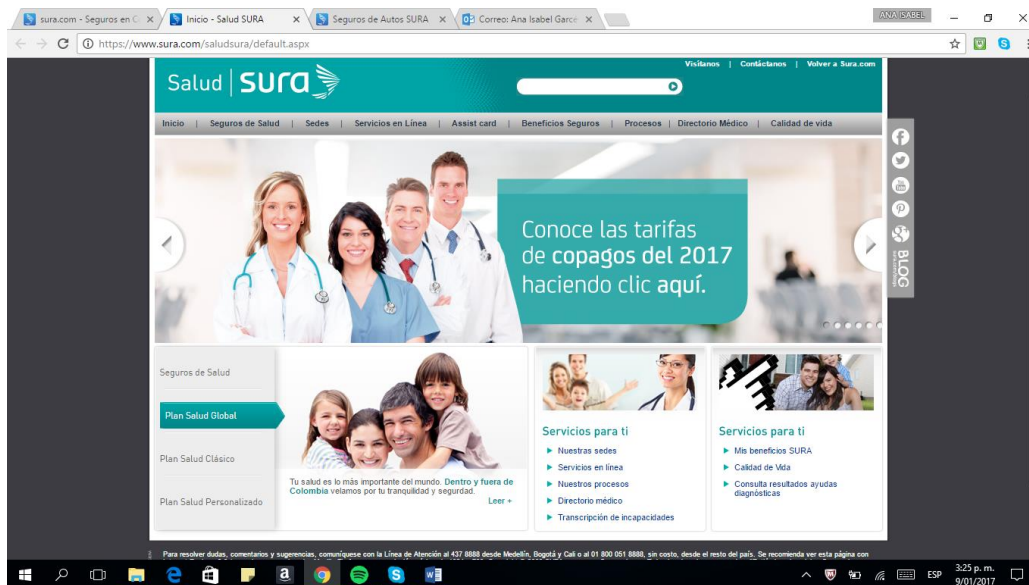 sura.com - Seguros en C
Inicio - Salud SURA
Seguros de Autos SURA
Correo: Ana Isabel Garce
ANA ISABEL
https://www.sura.com/saludsura/default.aspx
Visítanos | Contáctanos | Volver a Sura.com
Salud | sura
Inicio | Seguros de Salud | Sedes | Servicios en Línea | Assist card | Beneficios Seguros | Procesos | Directorio Médico | Calidad de vida
Conoce las tarifas
de copagos del 2017
haciendo clic aquí.
BLOG
Seguros de Salud
Plan Salud Global
Plan Salud Clásico
Plan Salud Personalizado
Tu salud es lo más importante del mundo. Dentro y fuera de
Colombia velamos por tu tranquilidad y seguridad.
Leer +
Servicios para ti
Nuestras sedes
Servicios en línea
Nuestros procesos
Directorio médico
Transcripción de incapacidades
Servicios para ti
Mis beneficios SURA
Calidad de Vida
Consulta resultados ayudas
diagnósticas
Para resolver dudas, comentarios y sugerencias, comuníquese con la Línea de Atención al 437 8888 desde Medellín, Bogotá y Cali o al 01 800 051 8888, sin costo, desde el resto del país. Se recomienda ver esta página con
ESP
3:25 p. m.
9/01/2017